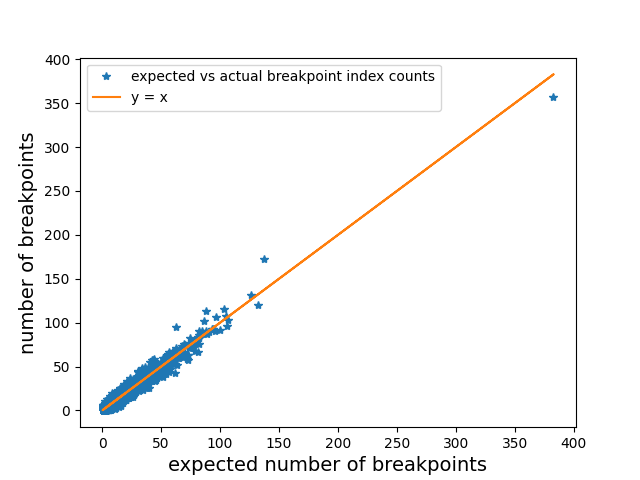 expected vs actual breakpoint index counts
y = x
400
350
300
250
200
150
100
50
0
number of breakpoints
0 50 100 150 200 250 300 350 400
expected number of breakpoints